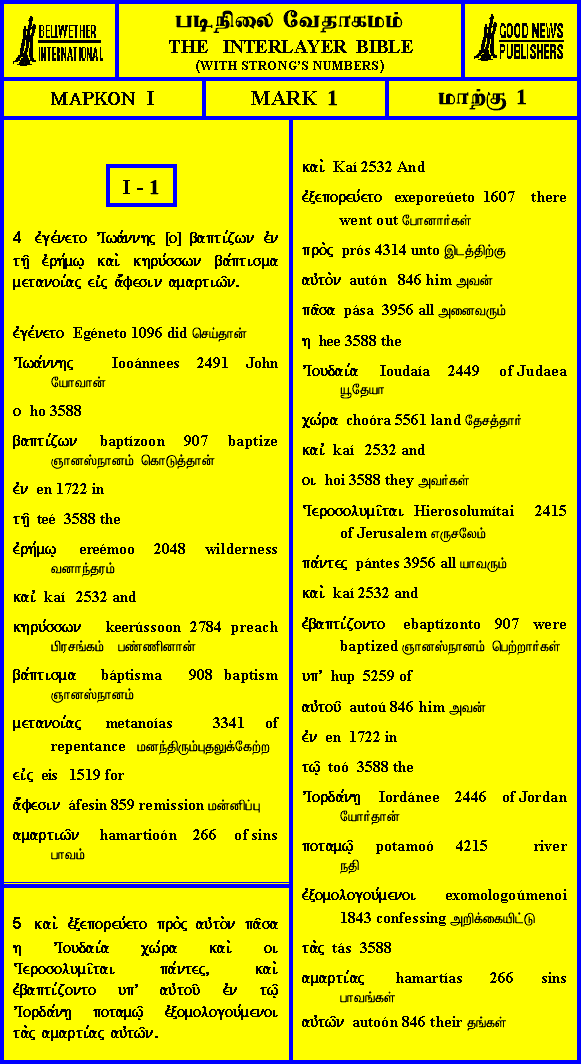 BELLWETHER
INTERNATIONAL
படிநிலை வேதாகமம்
THE INTERLAYER BIBLE
(WITH STRONG'S NUMBERS)
GOOD NEWS
PUBLISHERS
ΜΑΡΚΟΝ Ι
MARK 1
மாற்கு 1
I - 1
4 ἐγένετο Ἰωάννης [ο] βαπτίζων ἐν
τῇ ἐρήμῳ καὶ κηρύσσων βάπτισμα
μετανοίας εἰς ἄφεσιν αμαρτιῶν.
ἐγένετο Egéneto 1096 did செய்தான்
Ἰωάννης Iooánnees 2491 John
யோவான்
ο ho 3588
βαπτίζων baptízoon 907 baptize
ஞானஸ்நானம் கொடுத்தான்
ἐν en 1722 in
τῇ teé 3588 the
ἐρήμῳ ereémoo 2048 wilderness
வனாந்தரம்
καὶ kaí 2532 and
κηρύσσων keerússoon 2784 preach
பிரசங்கம் பண்ணினான்
βάπτισμα báptisma 908 baptism
ஞானஸ்நானம்
μετανοίας metanoías 3341 of
repentance மனந்திரும்புதலுக்கேற்ற
εἰς eis 1519 for
ἄφεσιν áfesin 859 remission மன்னிப்பு
αμαρτιῶν hamartioón 266 of sins
பாவம்
5 καὶ ἐξεπορεύετο πρὸς αὐτὸν πᾶσα
η Ἰουδαία χώρα καὶ οι
Ἱεροσολυμῖται πάντες, καὶ
ἐβαπτίζοντο υπ’ αὐτοῦ ἐν τῷ
Ἰορδάνῃ ποταμῷ ἐξομολογούμενοι
τὰς αμαρτίας αὐτῶν.
καὶ Kaí 2532 And
ἐξεπορεύετο exeporeúeto 1607 there
went out போனார்கள்
πρὸς prós 4314 unto இடத்திற்கு
αὐτὸν autón 846 him அவன்
πᾶσα pása 3956 all அனைவரும்
η hee 3588 the
Ἰουδαία Ioudaía 2449 of Judaea
யூதேயா
χώρα choóra 5561 land தேசத்தார்
καὶ kaí 2532 and
οι hoi 3588 they அவர்கள்
Ἱεροσολυμῖται Hierosolumítai 2415
of Jerusalem எருசலேம்
πάντες pántes 3956 all யாவரும்
καὶ kaí 2532 and
ἐβαπτίζοντο ebaptízonto 907 were
baptized ஞானஸ்நானம் பெற்றார்கள்
υπ’ hup 5259 of
αὐτοῦ autoú 846 him அவன்
ἐν en 1722 in
τῷ toó 3588 the
Ἰορδάνῃ Iordánee 2446 of Jordan
யோர்தான்
ποταμῷ potamoó 4215 river
நதி
ἐξομολογούμενοι exomologoúmenoi
1843 confessing அறிக்கையிட்டு
τὰς tás 3588
αμαρτίας hamartías 266 sins
பாவங்கள்
αὐτῶν autoón 846 their தங்கள்